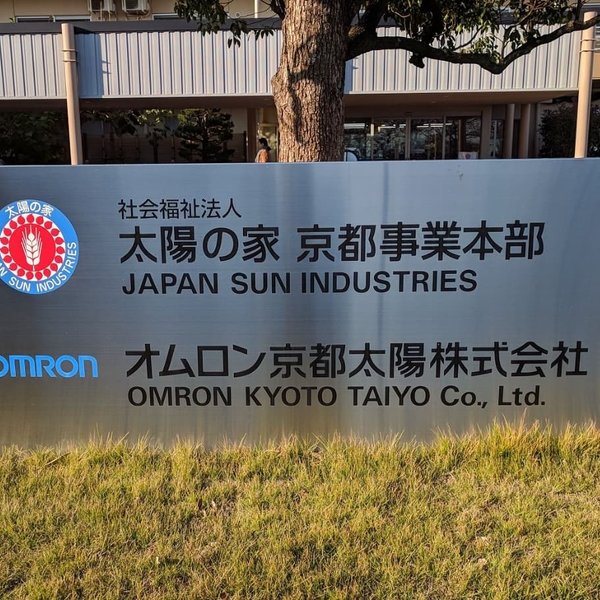 太陽の家
JAPAN SUN INDUSTRIES
社会福祉法人
太陽の家 京都事業本部
JAPAN SUN INDUSTRIES
OMRON
オムロン京都太陽株式会社
OMRON KYOTO TAIYO Co., Ltd.